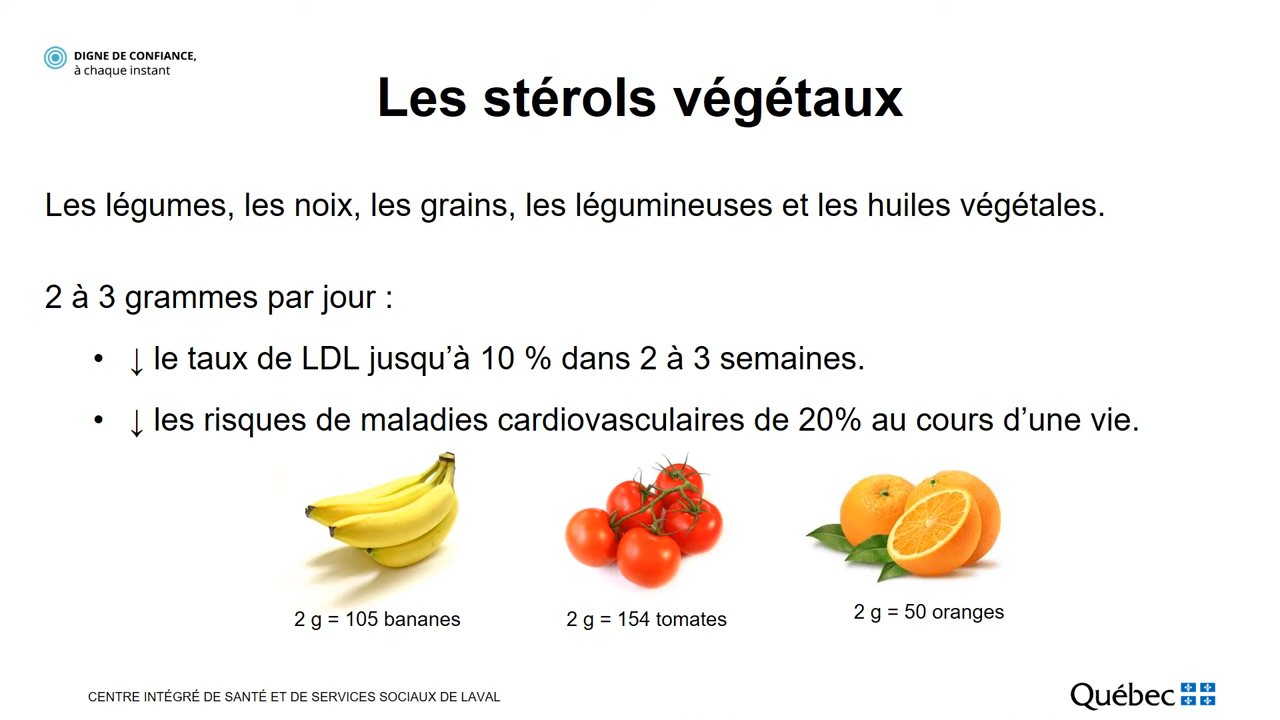 DIGNE DE CONFIANCE,
à chaque instant
Les stérols végétaux
Les légumes, les noix, les grains, les légumineuses et les huiles végétales.
2 à 3 grammes par jour :
• ↓ le taux de LDL jusqu’à 10 % dans 2 à 3 semaines.
• ↓ les risques de maladies cardiovasculaires de 20% au cours d’une vie.
2 g = 105 bananes
2 g = 154 tomates
2 g = 50 oranges
CENTRE INTÉGRÉ DE SANTÉ ET DE SERVICES SOCIAUX DE LAVAL
Québec